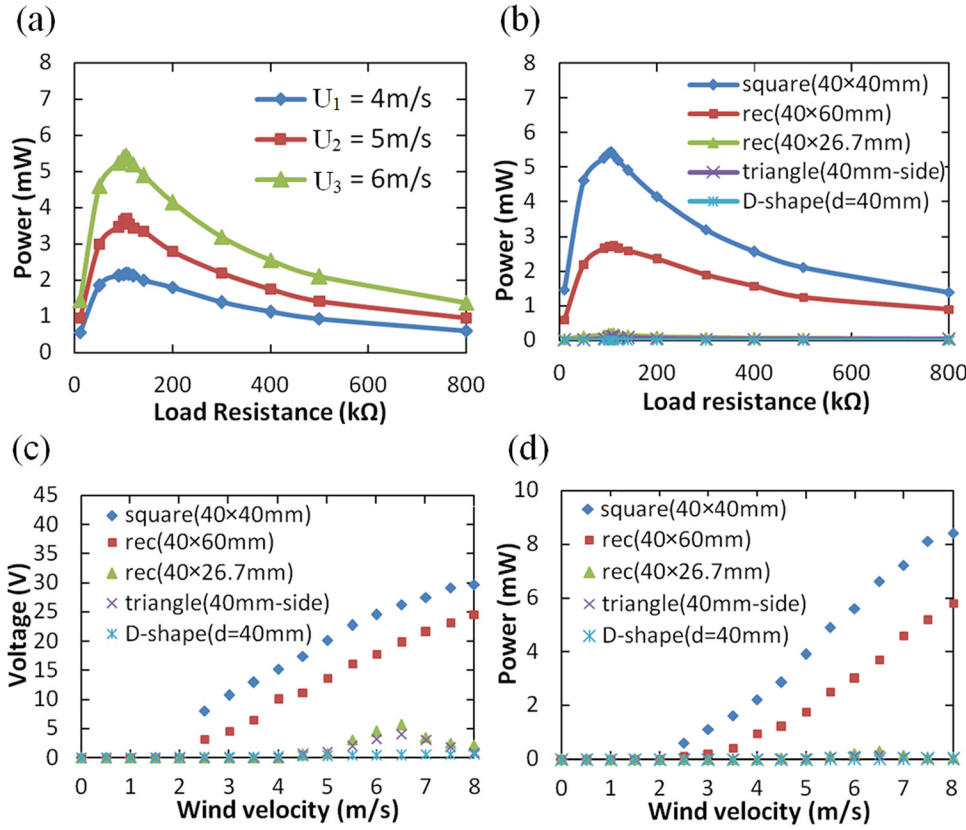 (a)
8
7
6
5
4
3
2
1
0
Power (mW)
U₁ = 4m/s
U₂ = 5m/s
U₃ = 6m/s
0 200 400 600 800
Load Resistance (kΩ)
(b)
8
7
6
5
4
3
2
1
0
Power (mW)
square(40×40mm)
rec(40×60mm)
rec(40×26.7mm)
triangle(40mm-side)
D-shape(d=40mm)
0 200 400 600 800
Load resistance (kΩ)
(c)
45
40
35
30
25
20
15
10
5
0
Voltage (V)
square(40×40mm)
rec(40×60mm)
rec(40×26.7mm)
triangle(40mm-side)
D-shape(d=40mm)
0 1 2 3 4 5 6 7 8
Wind velocity (m/s)
(d)
10
8
6
4
2
0
Power (mW)
square(40×40mm)
rec(40×60mm)
rec(40×26.7mm)
triangle(40mm-side)
D-shape(d=40mm)
0 1 2 3 4 5 6 7 8
Wind velocity (m/s)